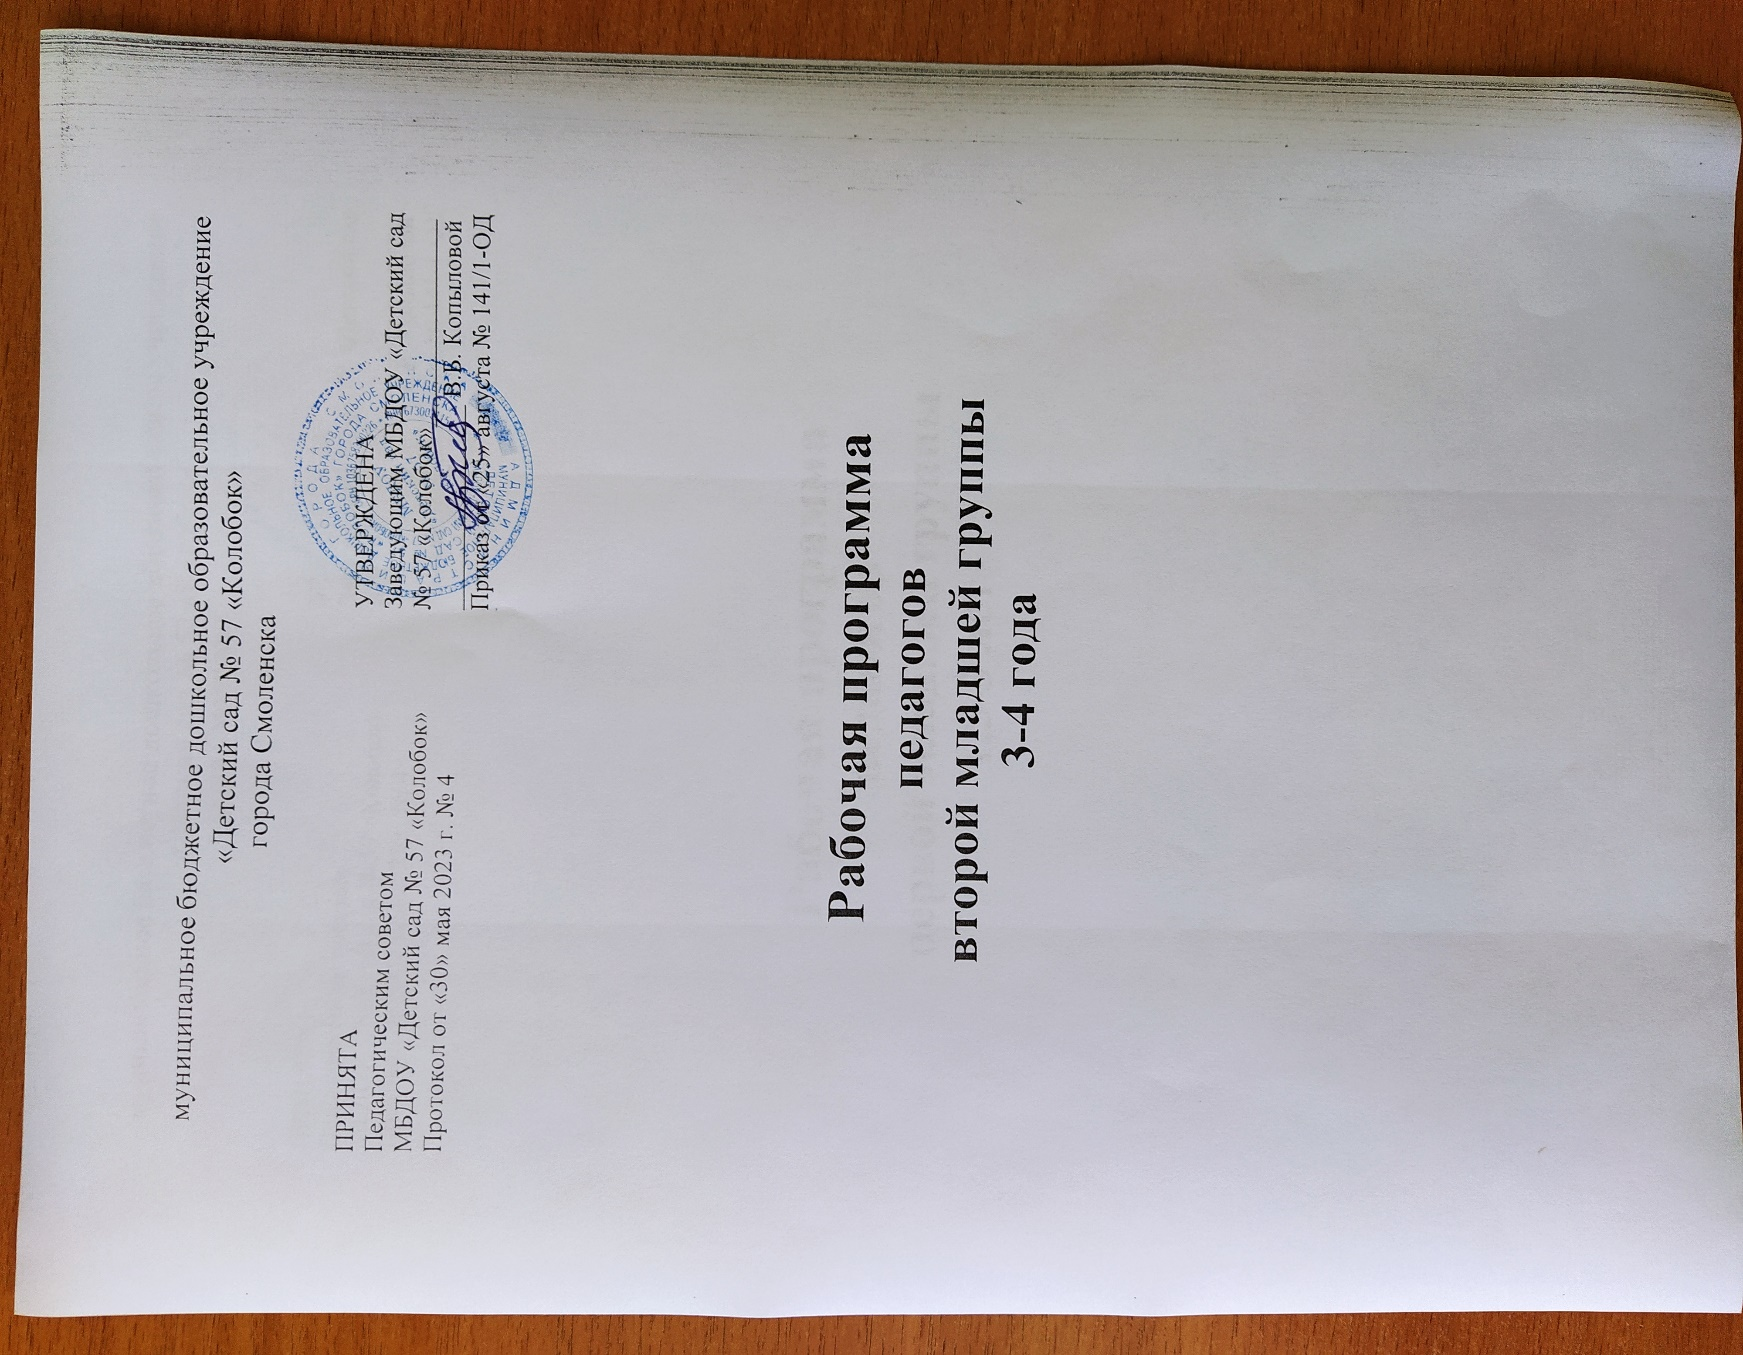 муниципальное бюджетное дошкольное образовательное учреждение
«Детский сад № 57 «Колобок»
города Смоленска
ПРИНЯТА
Педагогическим советом
МБДОУ «Детский сад № 57 «Колобок»
Протокол от «30» мая 2023 г. № 4
УТВЕРЖДЕНА
Заведующим МБДОУ «Детский сад
№ 57 «Колобок»
В.В. Копыловой
Приказ от «25» августа № 141/1-ОД
Рабочая программа
педагогов
второй младшей группы
3-4 года